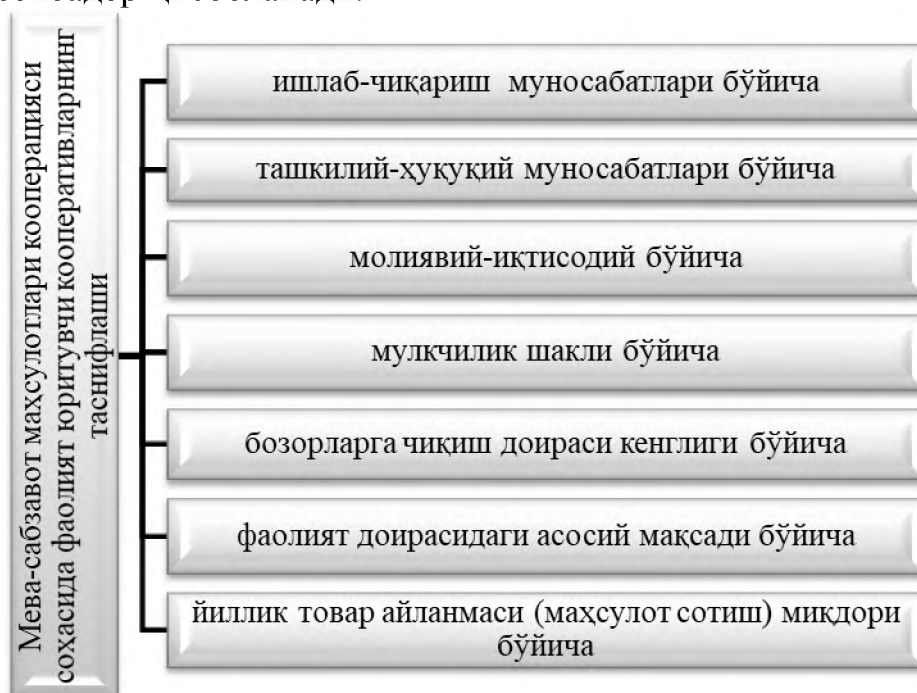 Мева-сабзавот маҳсулотлари кооперацияси
соҳасида фаолият юритувчи кооперативларнинг
таснифлаши
ишлаб-чиқариш муносабатлари бўйича
ташкилий-ҳуқуқий муносабатлари бўйича
молиявий-иқтисодий бўйича
мулкчилик шакли бўйича
бозорларга чиқиш доираси кенглиги бўйича
фаолият доирасидаги асосий мақсади бўйича
йиллик товар айланмаси (маҳсулот сотиш) миқдори
бўйича